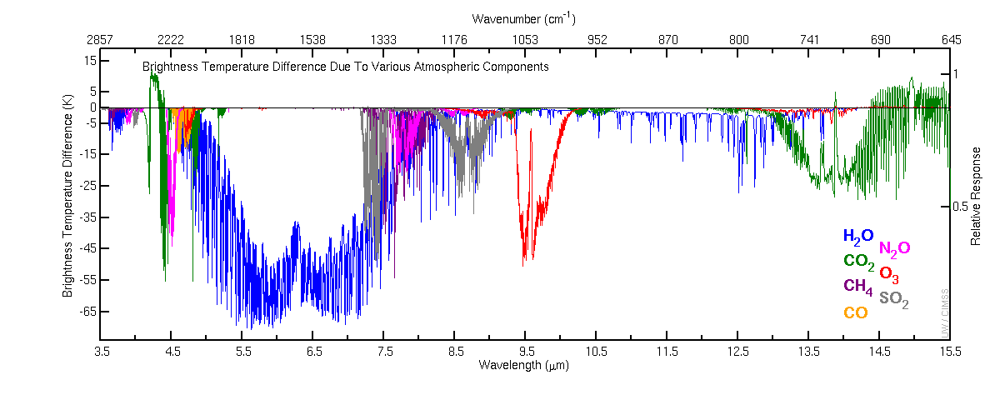 Wavenumber (cm-1)
2857 2222 1818 1538 1333 1176 1053 952 870 800 741 690 645
Brightness Temperature Difference Due To Various Atmospheric Components
15
5
0
-5
-15
-25
-35
-45
-55
-65
Brightness Temperature Difference (K)
1
0.5
Relative Response
H2O
N2O
CO2
O3
CH4
SO2
CO
UW / CIMSS
3.5 4.5 5.5 6.5 7.5 8.5 9.5 10.5 11.5 12.5 13.5 14.5 15.5
Wavelength (μm)